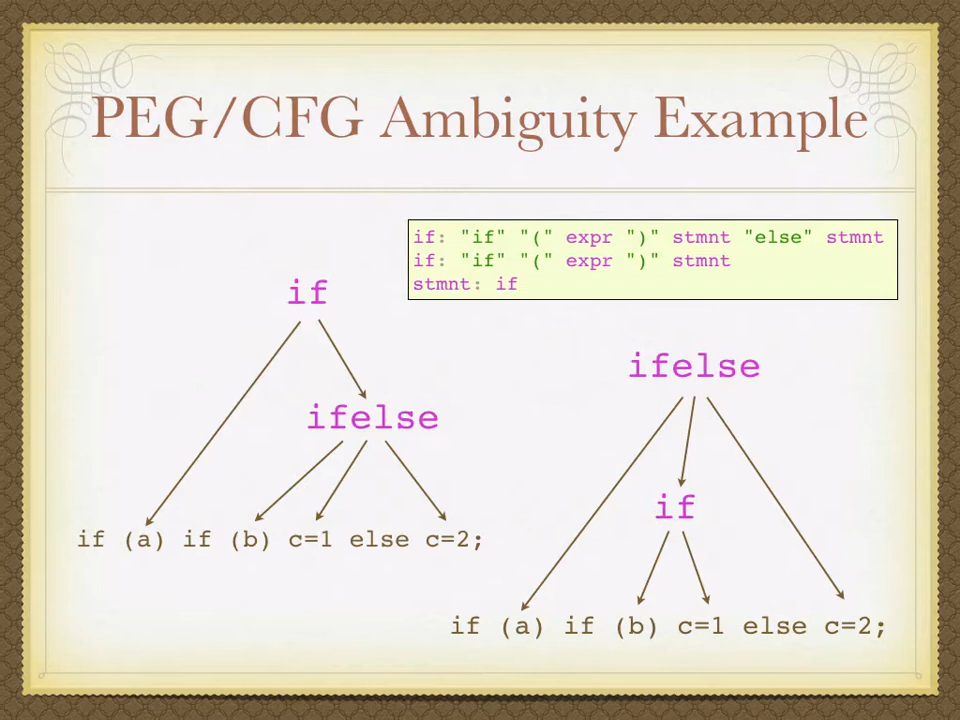 PEG/CFG Ambiguity Example
if: "if" "(" expr ")" stmnt "else" stmnt
if: "if" "(" expr ")" stmnt
stmnt: if
if
ifelse
if (a) if (b) c=1 else c=2;
ifelse
if
if (a) if (b) c=1 else c=2;